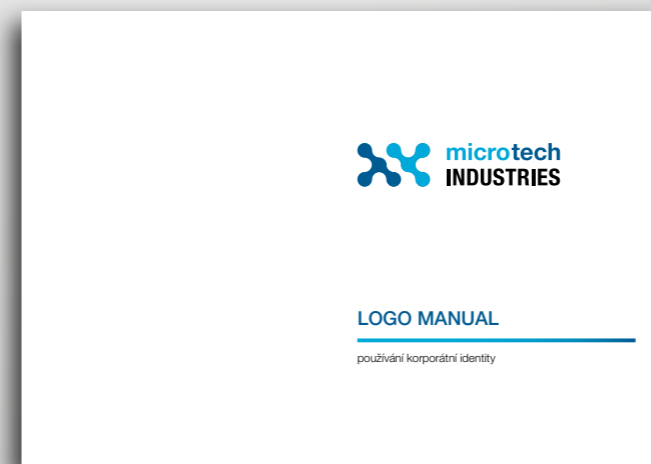 microtech
INDUSTRIES
LOGO MANUAL
používání korporátní identity